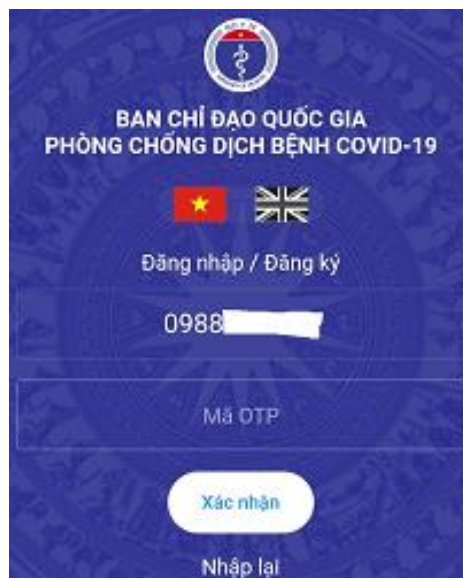 BAN CHỈ ĐẠO QUỐC GIA
PHÒNG CHỐNG DỊCH BỆNH COVID-19
Đăng nhập / Đăng ký
0988
Mã OTP
Xác nhận
Nhập lại